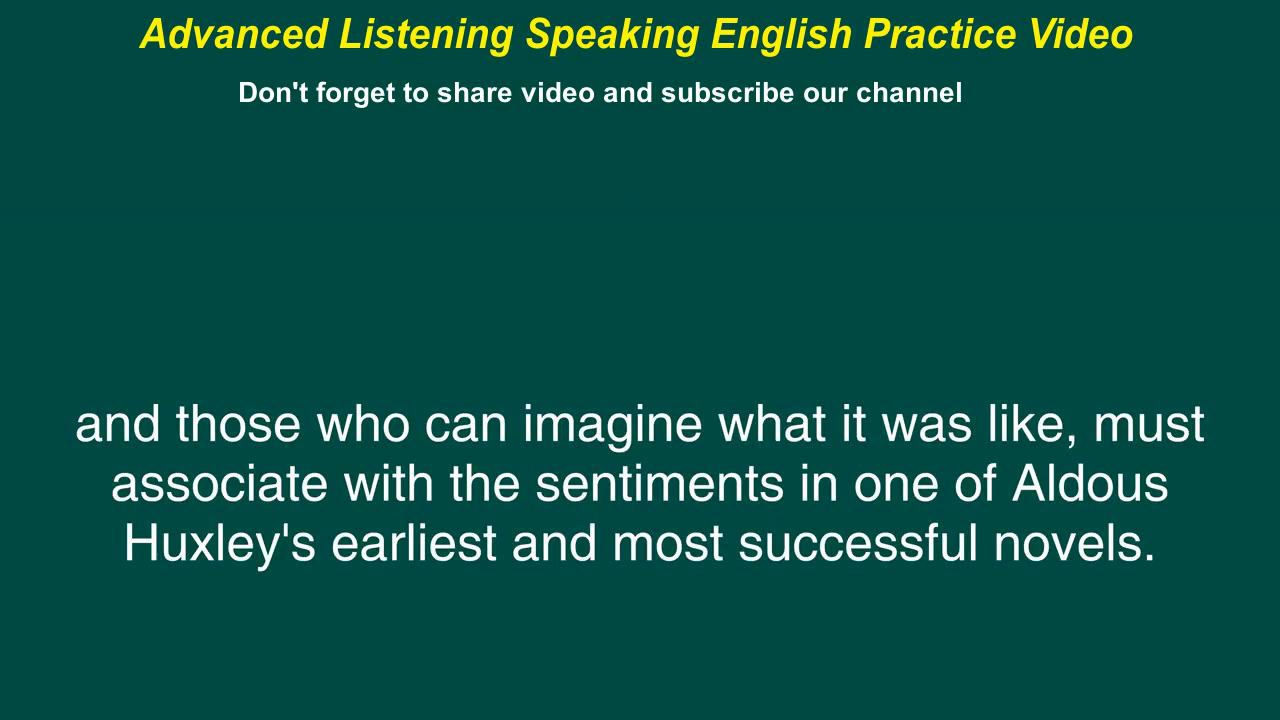 Advanced Listening Speaking English Practice Video
Don't forget to share video and subscribe our channel
and those who can imagine what it was like, must
associate with the sentiments in one of Aldous
Huxley's earliest and most successful novels.